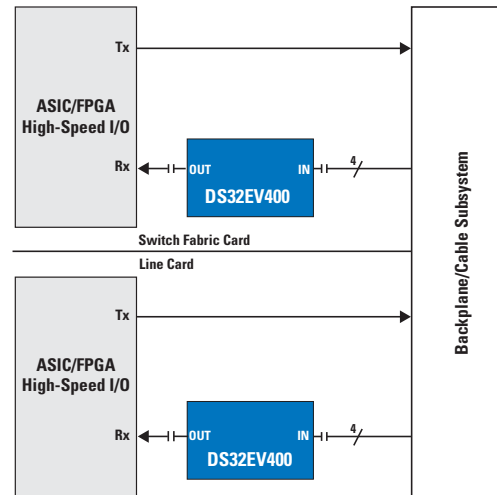 Tx
ASIC/FPGA
High-Speed I/O
Rx
OUT
IN
4
DS32EV400
Switch Fabric Card
Line Card
Tx
ASIC/FPGA
High-Speed I/O
Rx
OUT
IN
4
DS32EV400
Backplane/Cable Subsystem